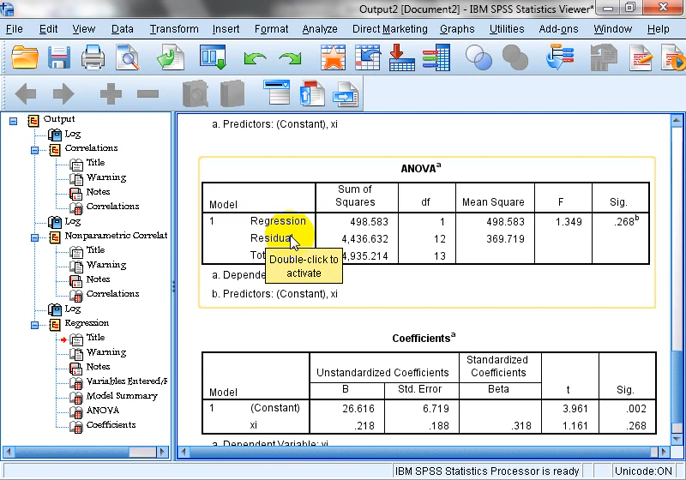 Output2 [Document2] - IBM SPSS Statistics Viewer*
File Edit View Data Transform Insert Format Analyze Direct Marketing Graphs Utilities Add-ons Window Help
Output
Log
Correlations
Title
Warning
Notes
Correlations
Log
Nonparametric Correlat
Title
Warning
Notes
Correlations
Log
Regression
Title
Warning
Notes
Variables Entered/R
Model Summary
ANOVA
Coefficients
a. Predictors: (Constant), xi
ANOVAa
Model Sum of Squares df Mean Square F Sig.
1 Regression 498.583 1 498.583 1.349 .268b
Residual 4,436.632 12 369.719
Tot 4,935.214 13
Double-click to
activate
a. Depende
b. Predictors: (Constant), xi
Coefficientsa
Model Unstandardized Coefficients Standardized Coefficients t Sig.
B Std. Error Beta
1 (Constant) 26.616 6.719 3.961 .002
xi .218 .188 .318 1.161 .268
a. Dependent Variable: yi
IBM SPSS Statistics Processor is ready Unicode:ON